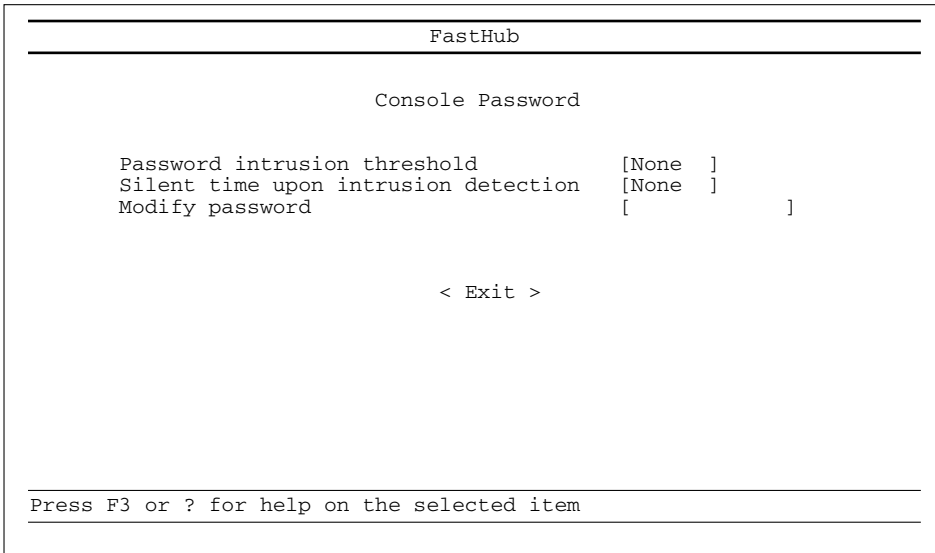 FastHub
Console Password
Password intrusion threshold [None ]
Silent time upon intrusion detection [None ]
Modify password [ ]
< Exit >
Press F3 or ? for help on the selected item